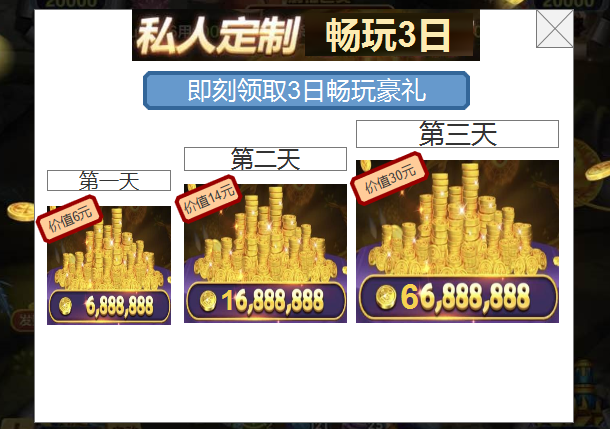 私人定制 畅玩3日
即刻领取3日畅玩豪礼
第一天
价值6元
6,888,888
第二天
价值14元
16,888,888
第三天
价值30元
66,888,888